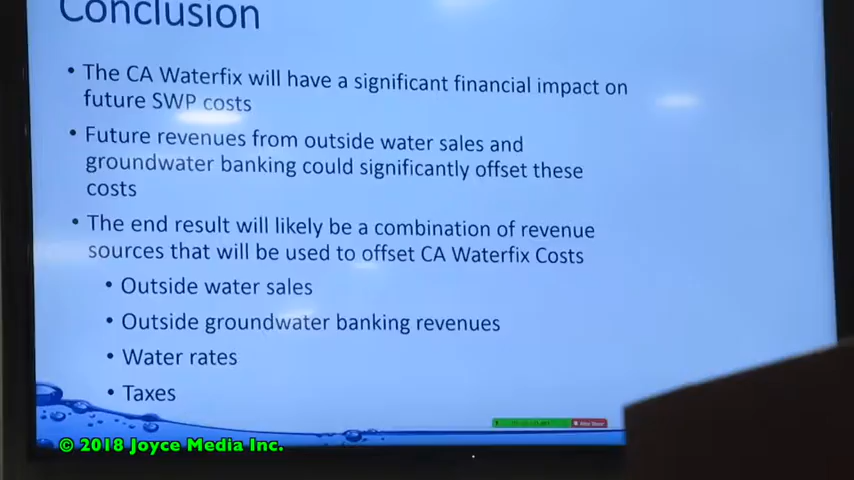 Conclusion
• The CA Waterfix will have a significant financial impact on
future SWP costs
• Future revenues from outside water sales and
groundwater banking could significantly offset these
costs
• The end result will likely be a combination of revenue
sources that will be used to offset CA Waterfix Costs
• Outside water sales
• Outside groundwater banking revenues
• Water rates
• Taxes
© 2018 Joyce Media Inc.